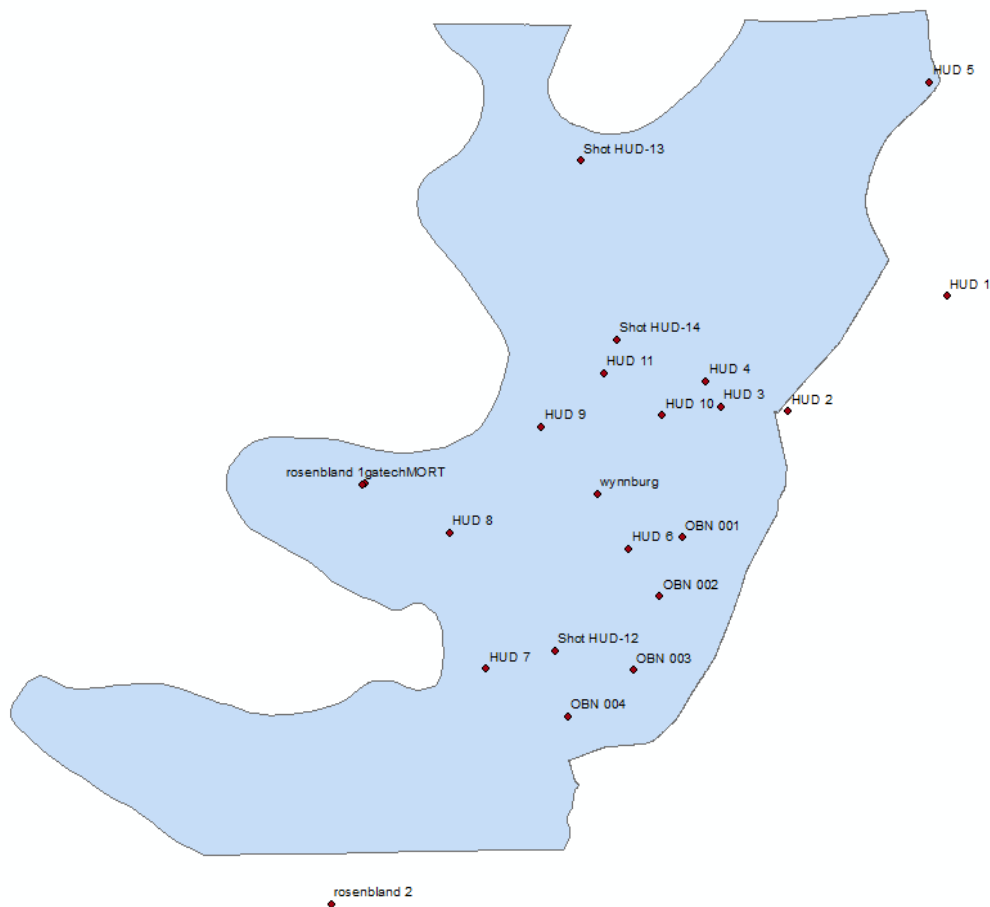 HUD 5
Shot HUD-13
HUD 1
Shot HUD-14
HUD 11
HUD 4
HUD 3
HUD 2
HUD 10
HUD 9
rosenbland 1gatechMORT
wynnburg
HUD 8
OBN 001
HUD 6
OBN 002
Shot HUD-12
HUD 7
OBN 003
OBN 004
rosenbland 2